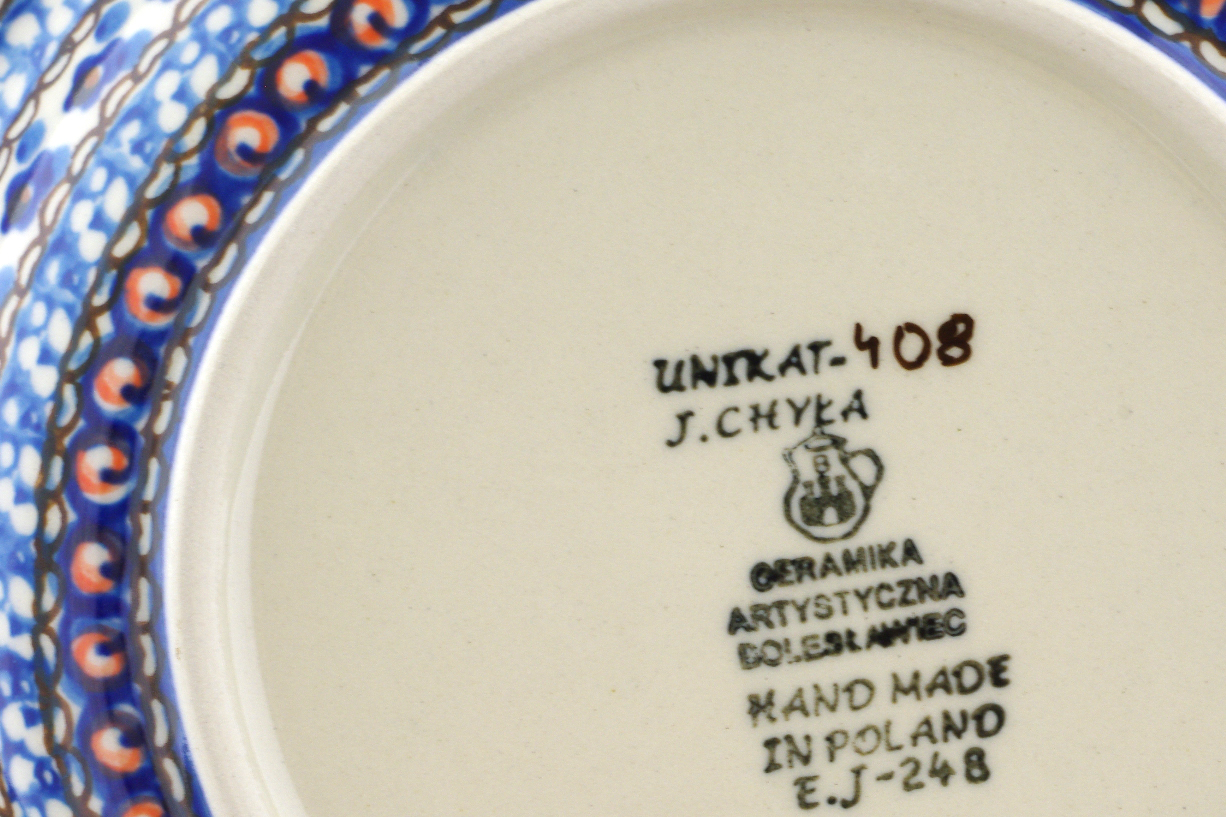 UNIKAT-408
J. CHYŁA
B
CERAMIKA
ARTYSTYCZNA
BOLESŁAWIEC
HAND MADE
IN POLAND
E.J-248